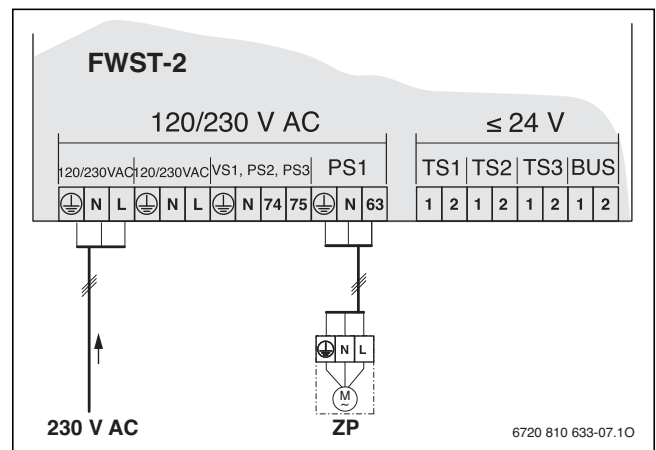 FWST-2
120/230 V AC ≤ 24 V
120/230VAC 120/230VAC VS1, PS2, PS3 PS1 TS1 TS2 TS3 BUS
N L N L N 74 75 N 63 1 2 1 2 1 2 1 2
N L
M
~
230 V AC ZP
6720 810 633-07.1O